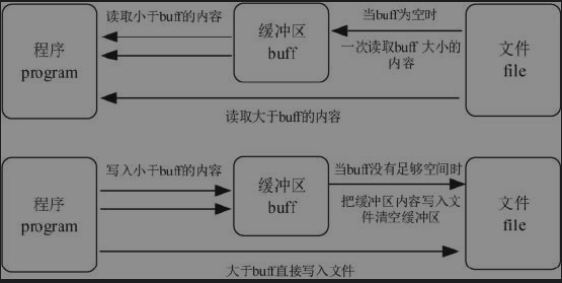 读取小于buff的内容
缓冲区
buff
当buff为空时
一次读取buff 大小的
内容
程序
program
文件
file
读取大于buff的内容
写入小于buff的内容
缓冲区
buff
当buff没有足够空间时
把缓冲区内容写入文
件清空缓冲区
程序
program
文件
file
大于buff直接写入文件